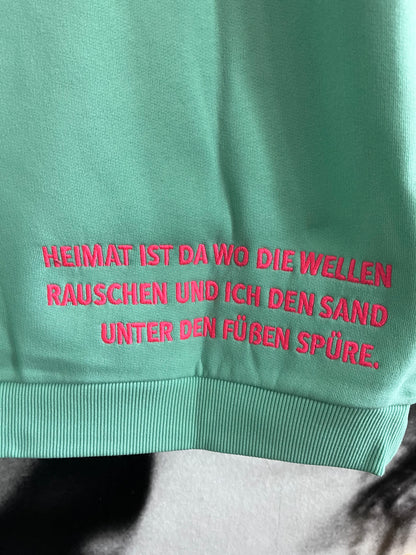 HEIMAT IST DA WO DIE WELLEN
RAUSCHEN UND ICH DEN SAND
UNTER DEN FÜßEN SPÜRE.